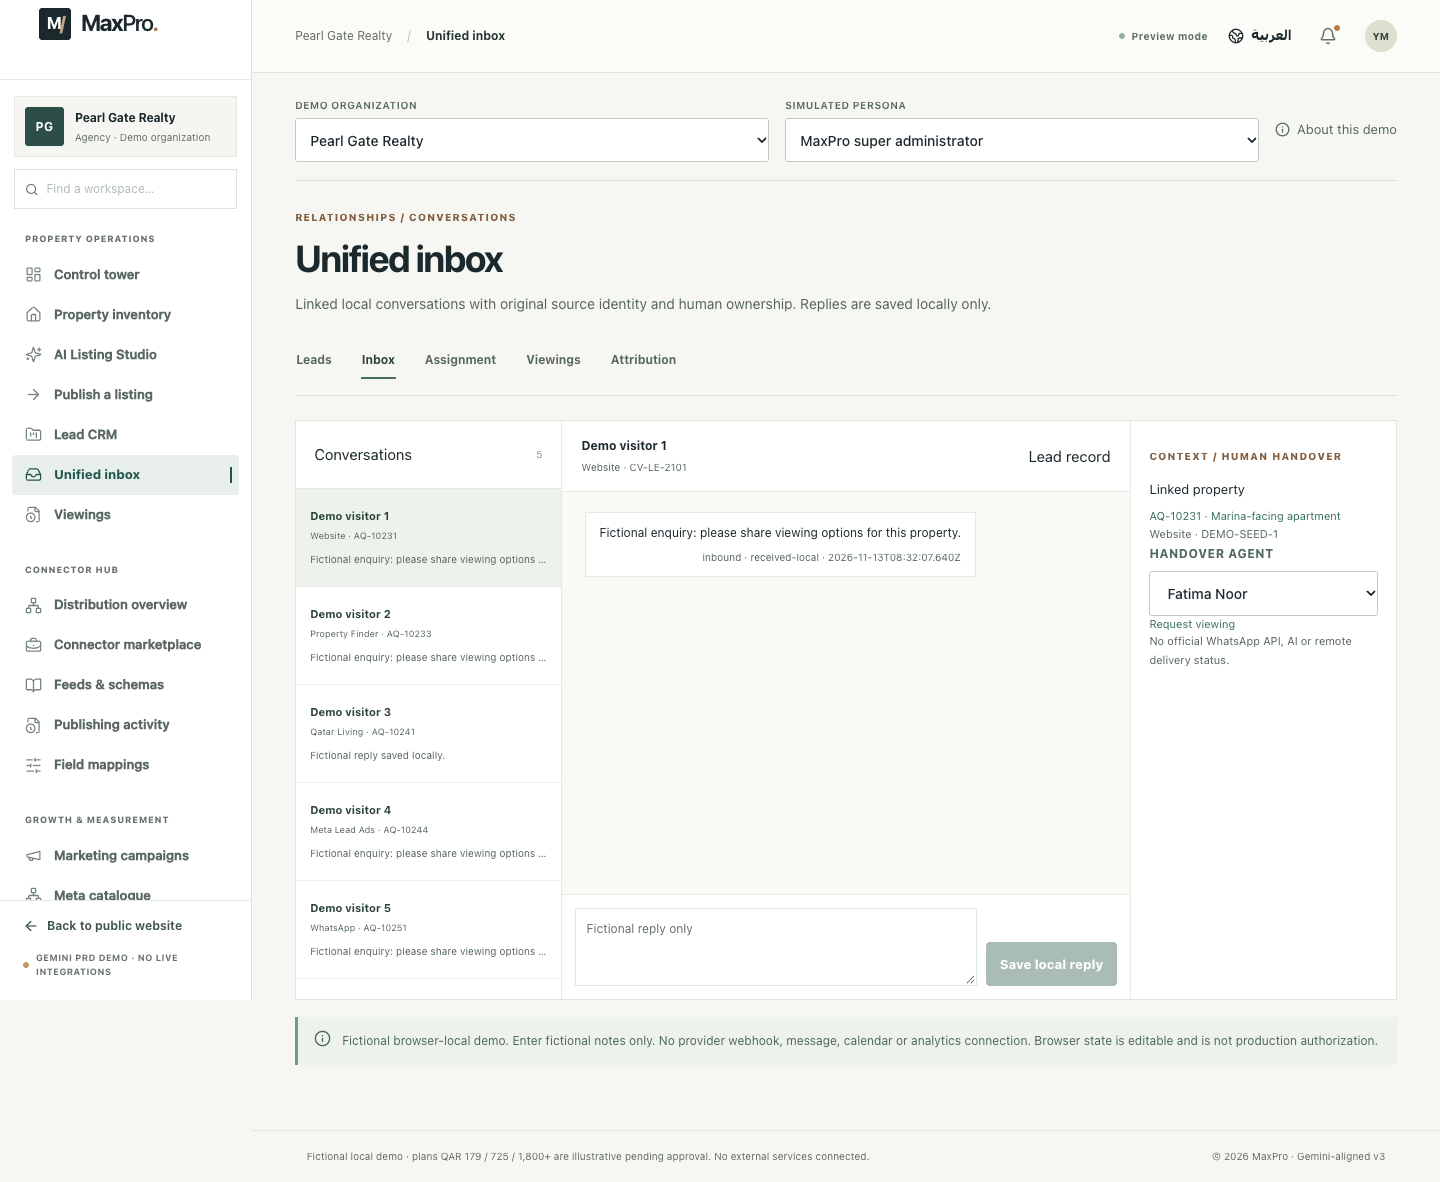 M/ MaxPro.
PG
Pearl Gate Realty
Agency · Demo organization
Find a workspace...
PROPERTY OPERATIONS
Control tower
Property inventory
AI Listing Studio
Publish a listing
Lead CRM
Unified inbox
Viewings
CONNECTOR HUB
Distribution overview
Connector marketplace
Feeds & schemas
Publishing activity
Field mappings
GROWTH & MEASUREMENT
Marketing campaigns
Meta catalogue
Back to public website
GEMINI PRD DEMO · NO LIVE
INTEGRATIONS
Pearl Gate Realty / Unified inbox
Preview mode
العربية
YM
DEMO ORGANIZATION
Pearl Gate Realty
SIMULATED PERSONA
MaxPro super administrator
About this demo
RELATIONSHIPS / CONVERSATIONS
Unified inbox
Linked local conversations with original source identity and human ownership. Replies are saved locally only.
Leads
Inbox
Assignment
Viewings
Attribution
Conversations
5
Demo visitor 1
Website · AQ-10231
Fictional enquiry: please share viewing options ...
Demo visitor 2
Property Finder · AQ-10233
Fictional enquiry: please share viewing options ...
Demo visitor 3
Qatar Living · AQ-10241
Fictional reply saved locally.
Demo visitor 4
Meta Lead Ads · AQ-10244
Fictional enquiry: please share viewing options ...
Demo visitor 5
WhatsApp · AQ-10251
Fictional enquiry: please share viewing options ...
Demo visitor 1
Website · CV-LE-2101
Lead record
Fictional enquiry: please share viewing options for this property.
inbound · received-local · 2026-11-13T08:32:07.640Z
Fictional reply only
Save local reply
CONTEXT / HUMAN HANDOVER
Linked property
AQ-10231 · Marina-facing apartment
Website · DEMO-SEED-1
HANDOVER AGENT
Fatima Noor
Request viewing
No official WhatsApp API, AI or remote
delivery status.
Fictional browser-local demo. Enter fictional notes only. No provider webhook, message, calendar or analytics connection. Browser state is editable and is not production authorization.
Fictional local demo · plans QAR 179 / 725 / 1,800+ are illustrative pending approval. No external services connected.
© 2026 MaxPro · Gemini-aligned v3